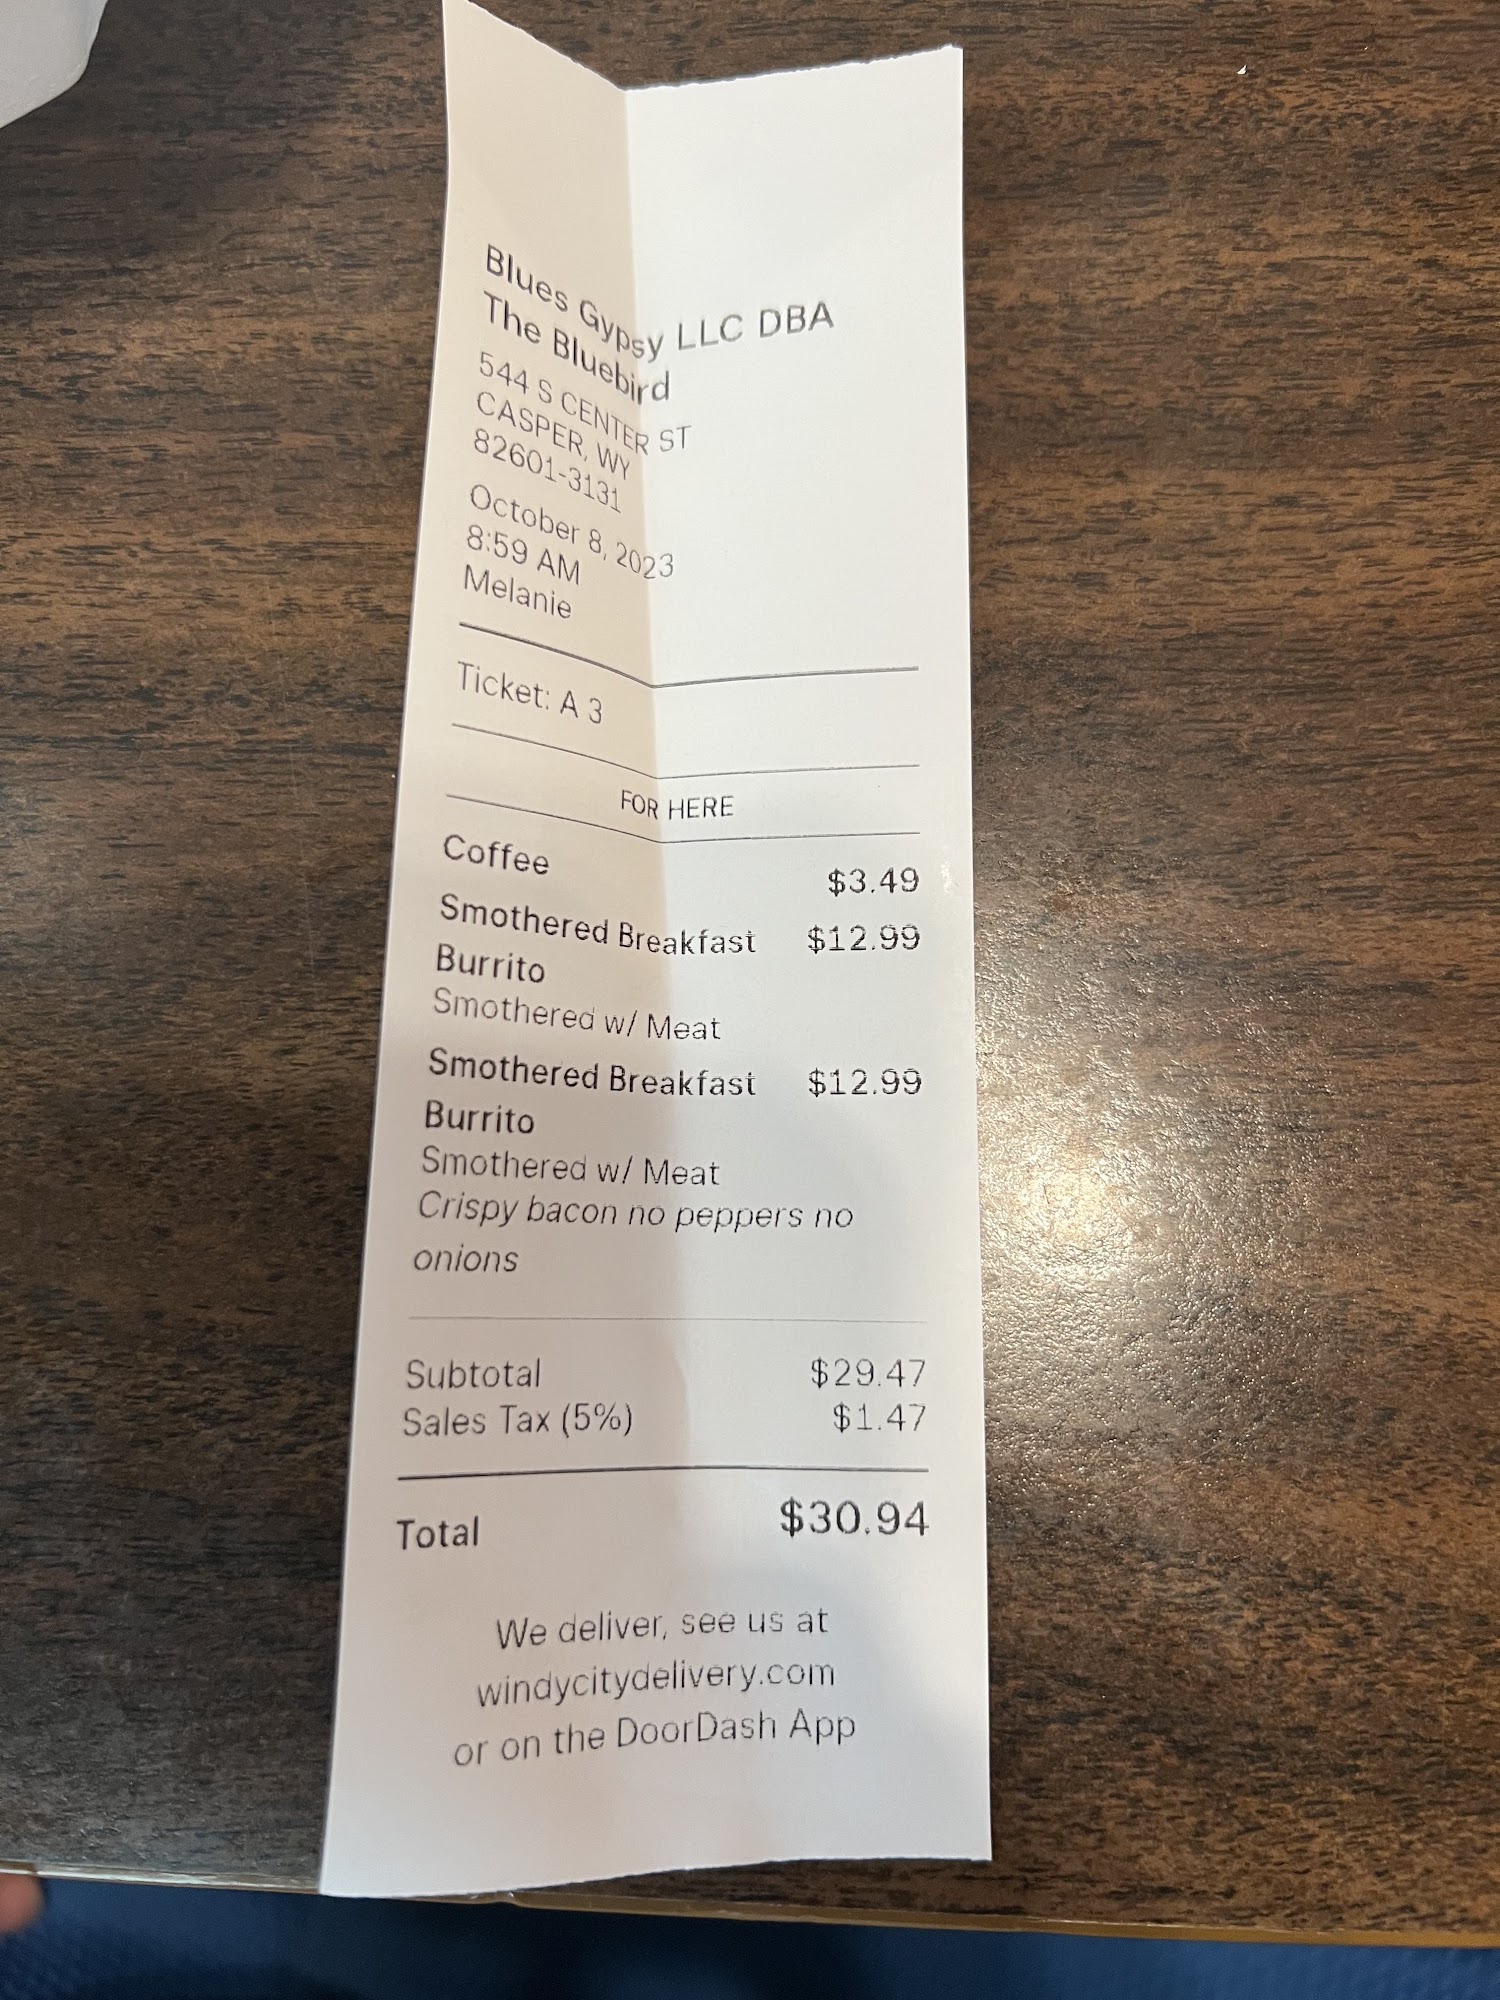 Blues Gypsy LLC DBA
The Bluebird
544 S CENTER ST
CASPER, WY
82601-3131
October 8, 2023
8:59 AM
Melanie
Ticket: A 3
FOR HERE
Coffee $3.49
Smothered Breakfast $12.99
Burrito
Smothered w/ Meat
Smothered Breakfast $12.99
Burrito
Smothered w/ Meat
Crispy bacon no peppers no
onions
Subtotal $29.47
Sales Tax (5%) $1.47
Total $30.94
We deliver, see us at
windycitydelivery.com
or on the DoorDash App